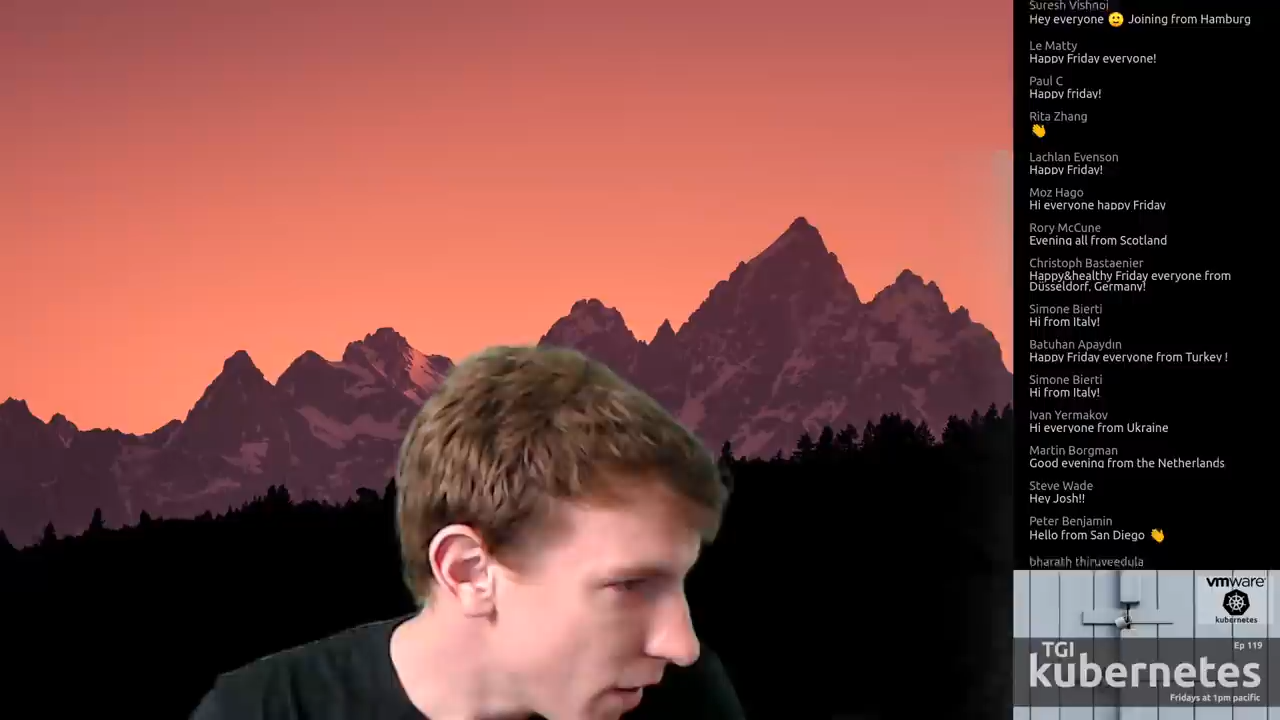 Suresh Vishnoi
Hey everyone 🙂 Joining from Hamburg
Le Matty
Happy Friday everyone!
Paul C
Happy friday!
Rita Zhang
👏
Lachlan Evenson
Happy Friday!
Moz Hago
Hi everyone happy Friday
Rory McCune
Evening all from Scotland
Christoph Bastaenier
Happy&healthy Friday everyone from
Düsseldorf, Germany!
Simone Bierti
Hi from Italy!
Batuhan Apaydın
Happy Friday everyone from Turkey !
Simone Bierti
Hi from Italy!
Ivan Yermakov
Hi everyone from Ukraine
Martin Borgman
Good evening from the Netherlands
Steve Wade
Hey Josh!!
Peter Benjamin
Hello from San Diego 👏
bharath thiruveedula
vmware
kubernetes
Ep 119
TGI
kubernetes
Fridays at 1pm pacific